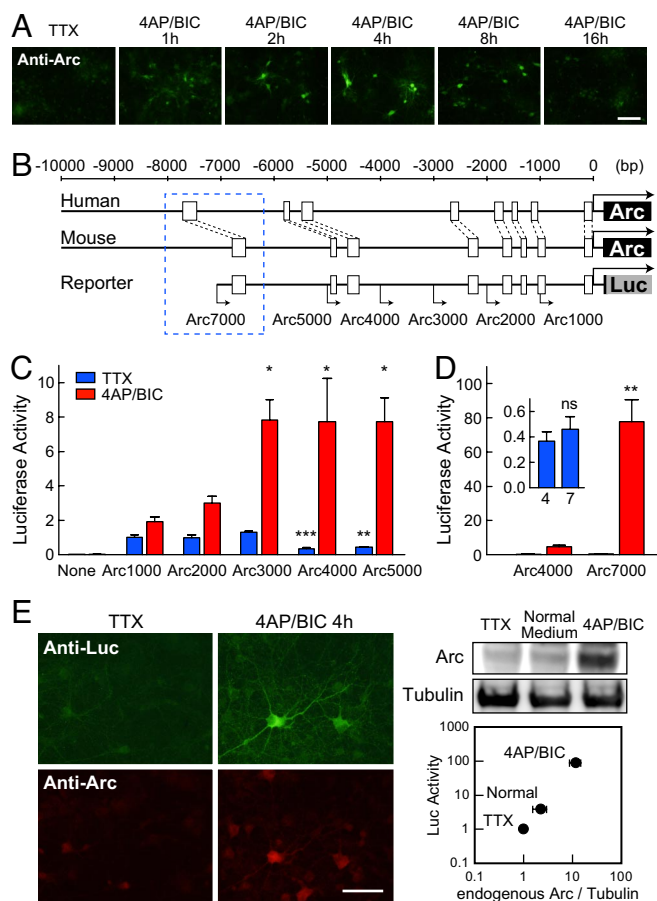 A
TTX
4AP/BIC 1h
4AP/BIC 2h
4AP/BIC 4h
4AP/BIC 8h
4AP/BIC 16h
Anti-Arc
B
-10000 -9000 -8000 -7000 -6000 -5000 -4000 -3000 -2000 -1000 0 (bp)
Human
Arc
Mouse
Arc
Reporter
Luc
Arc7000 Arc5000 Arc4000 Arc3000 Arc2000 Arc1000
C
Luciferase Activity
10
8
6
4
2
0
TTX
4AP/BIC
* * *
*** **
None Arc1000 Arc2000 Arc3000 Arc4000 Arc5000
D
Luciferase Activity
100
80
60
40
20
0
**
ns
0.6
0.4
0.2
0.0
4 7
Arc4000 Arc7000
E
TTX
4AP/BIC 4h
Anti-Luc
Anti-Arc
TTX
Normal Medium
4AP/BIC
Arc
Tubulin
Luc Activity
1000
100
10
1
0.1
4AP/BIC
Normal
TTX
0.1 1 10 100
endogenous Arc / Tubulin